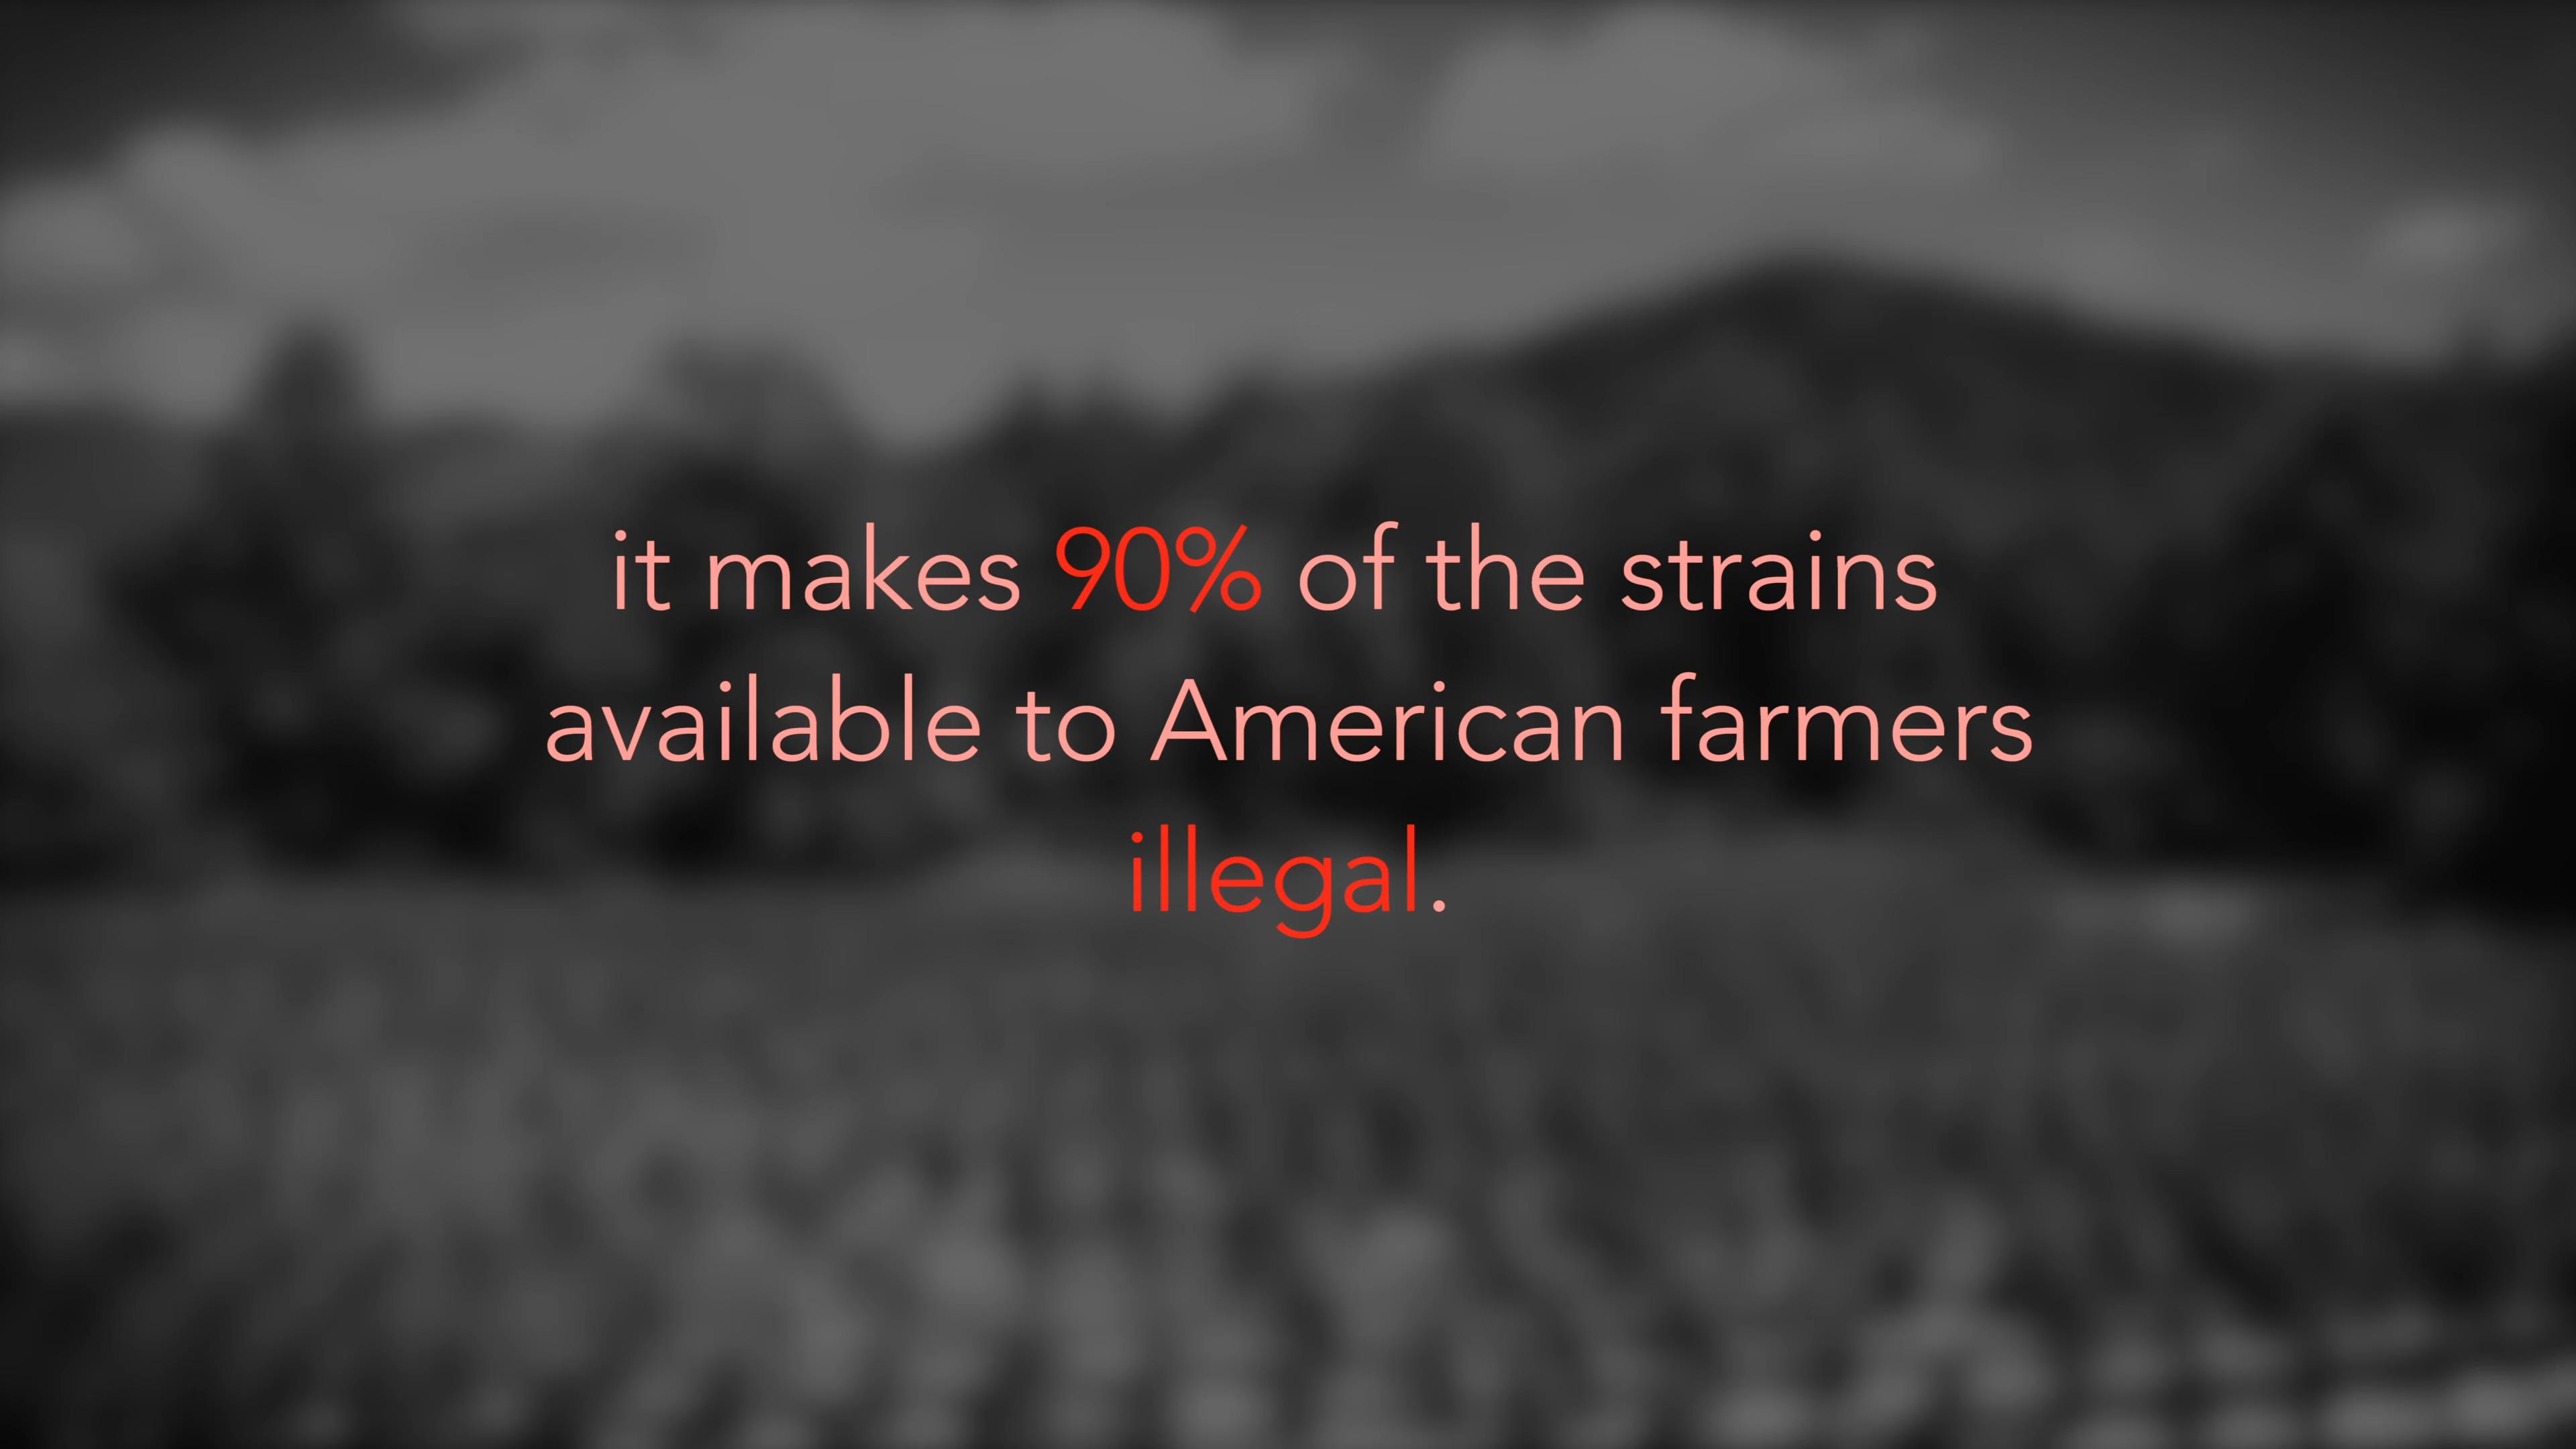 it makes 90% of the strains
available to American farmers
illegal.